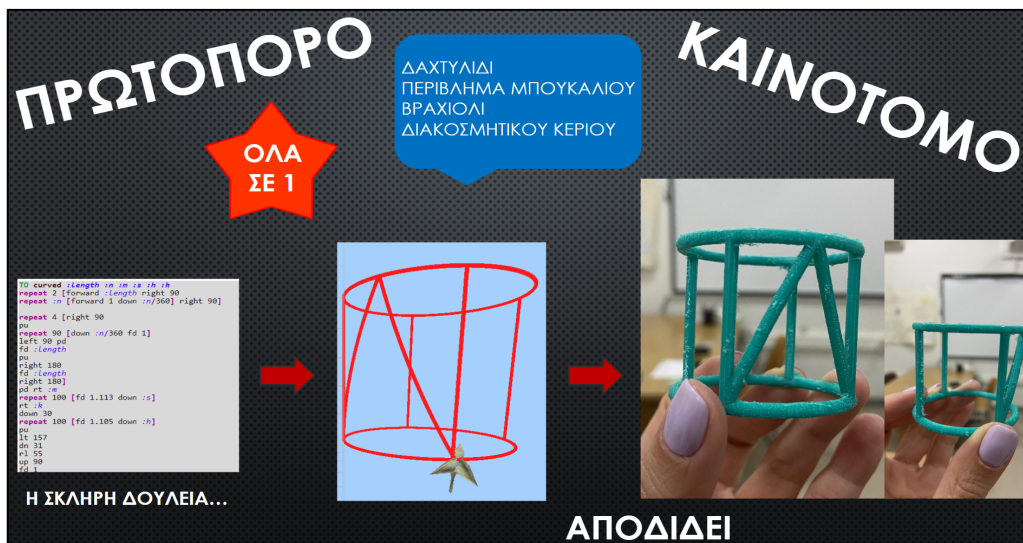 ΠΡΩΤΟΠΟΡΟ
ΔΑΧΤΥΛΙΔΙ
ΠΕΡΙΒΛΗΜΑ ΜΠΟΥΚΑΛΙΟΥ
ΒΡΑΧΙΟΛΙ
ΔΙΑΚΟΣΜΗΤΙΚΟΥ ΚΕΡΙΟΥ
ΚΑΙΝΟΤΟΜΟ
ΟΛΑ
ΣΕ 1
TO curved :length :n :m :s :h :k
repeat 2 [forward :length right 90
repeat :n [forward 1 down :n/360] right 90]
repeat 4 [right 90
pu
repeat 90 [down :n/360 fd 1]
left 90 pd
fd :length
pu
right 180
fd :length
right 180]
pd rt :m
repeat 100 [fd 1.113 down :s]
rt :k
down 30
repeat 100 [fd 1.105 down :h]
pu
lt 157
dn 31
rl 55
up 90
fd 1
Η ΣΚΛΗΡΗ ΔΟΥΛΕΙΑ...
ΑΠΟΔΙΔΕΙ